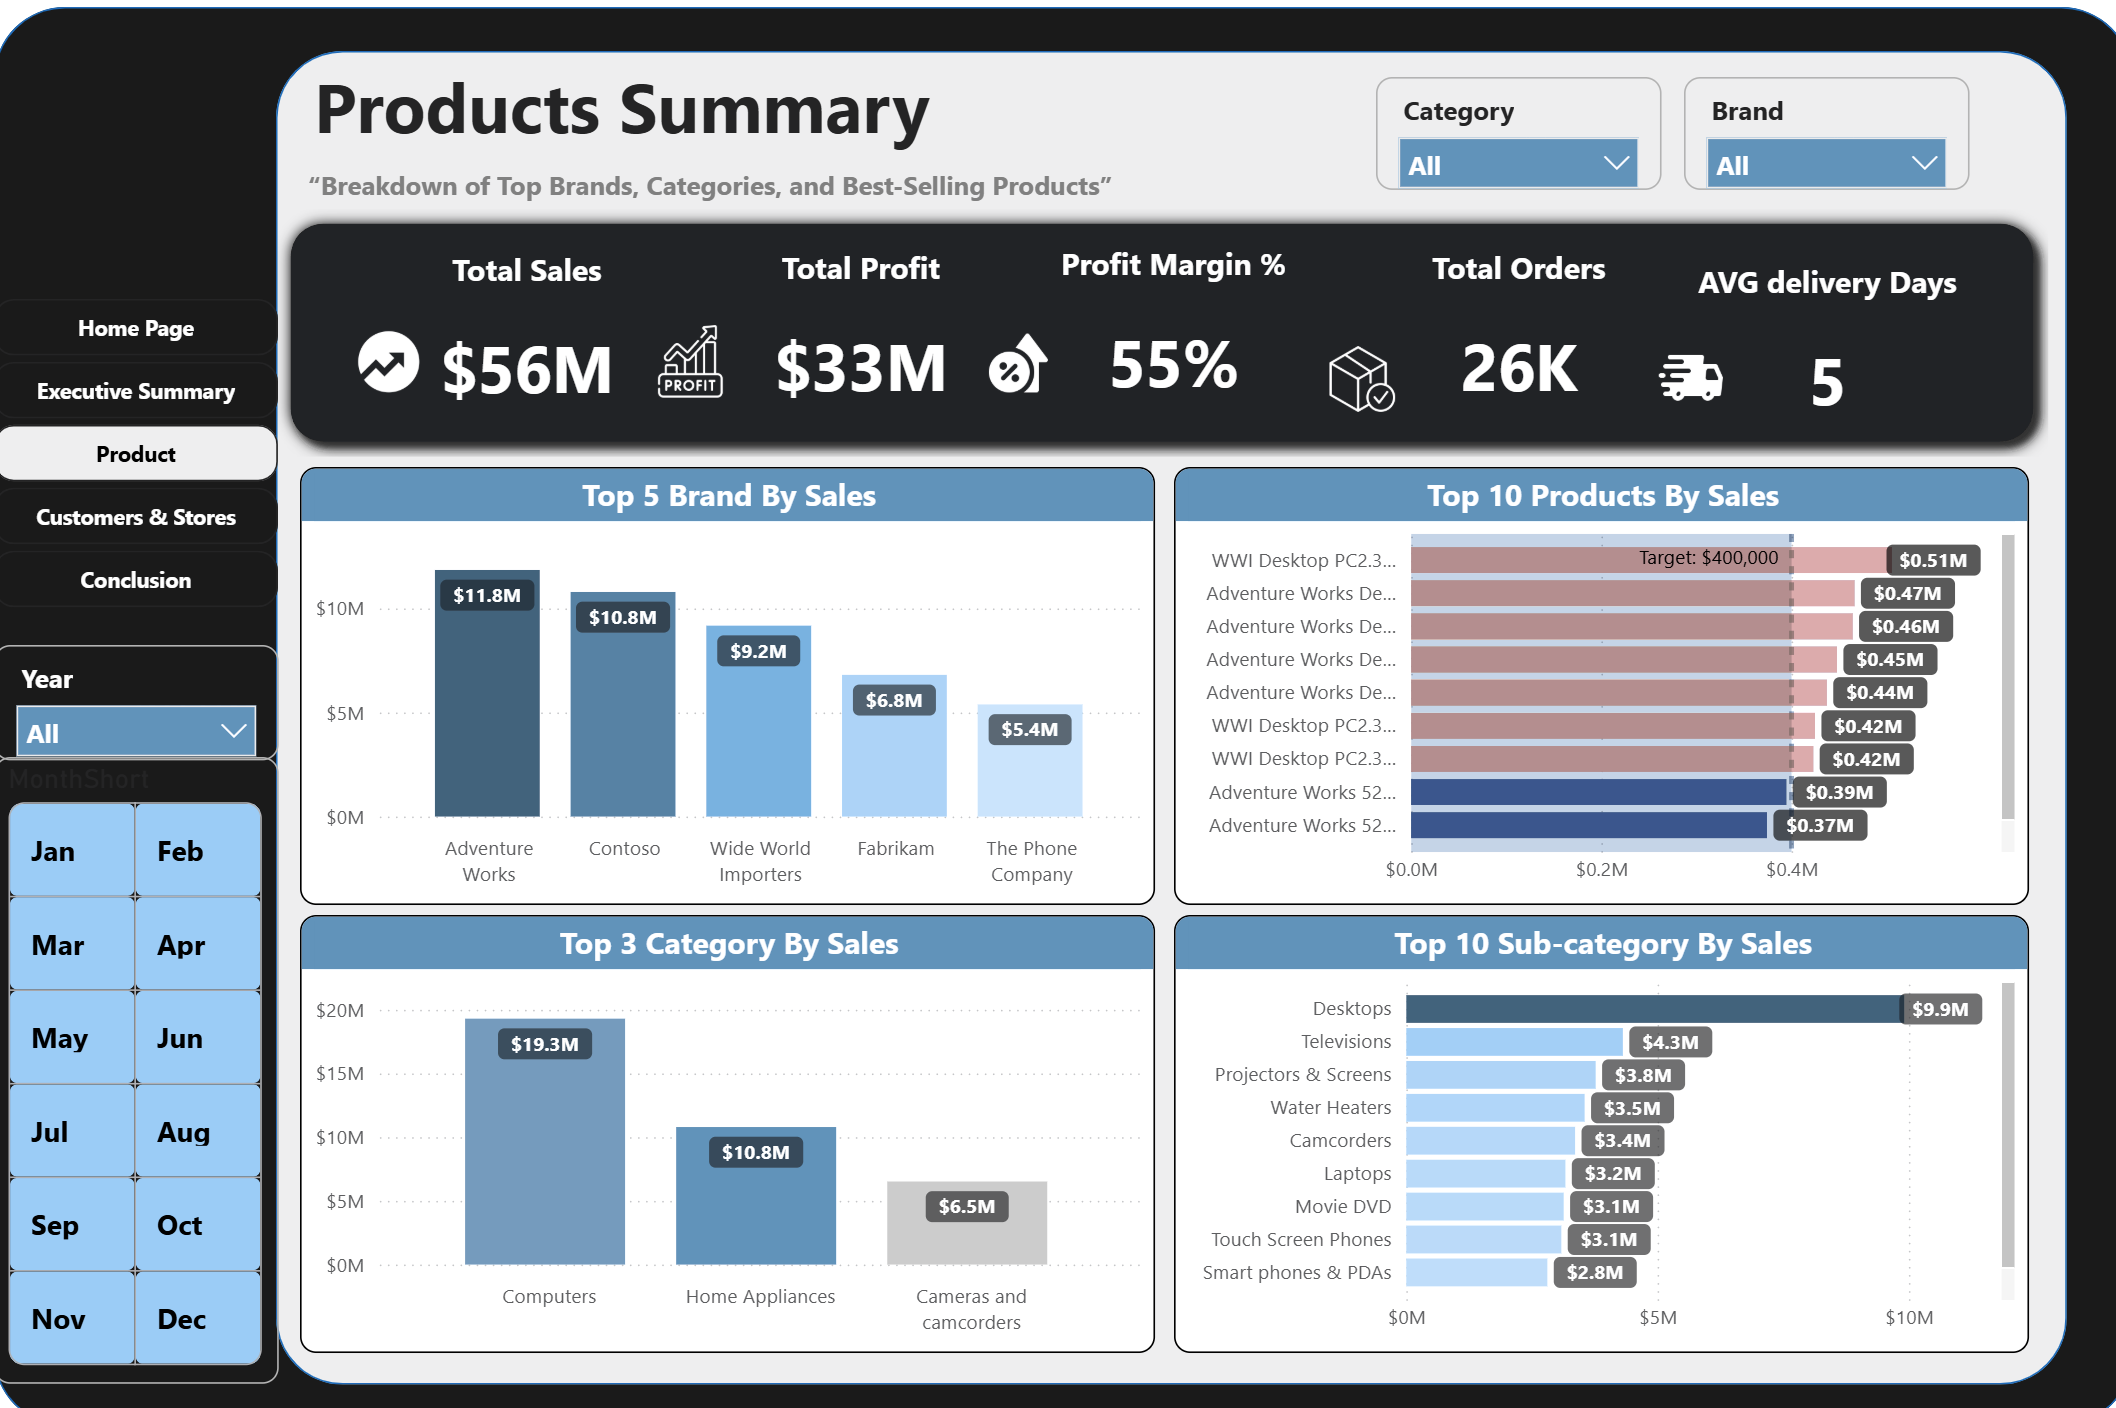 Products Summary
“Breakdown of Top Brands, Categories, and Best-Selling Products”
Category
All
Brand
All
Total Sales
$56M
PROFIT
Total Profit
$33M
Profit Margin %
55%
Total Orders
26K
AVG delivery Days
5
Home Page
Executive Summary
Product
Customers & Stores
Conclusion
Year
All
MonthShort
Jan Feb
Mar Apr
May Jun
Jul Aug
Sep Oct
Nov Dec
Top 5 Brand By Sales
$10M
$5M
$0M
$11.8M
$10.8M
$9.2M
$6.8M
$5.4M
Adventure Works
Contoso
Wide World Importers
Fabrikam
The Phone Company
Top 10 Products By Sales
Target: $400,000
WWI Desktop PC2.3... $0.51M
Adventure Works De... $0.47M
Adventure Works De... $0.46M
Adventure Works De... $0.45M
Adventure Works De... $0.44M
WWI Desktop PC2.3... $0.42M
WWI Desktop PC2.3... $0.42M
Adventure Works 52... $0.39M
Adventure Works 52... $0.37M
$0.0M $0.2M $0.4M
Top 3 Category By Sales
$20M
$15M
$10M
$5M
$0M
$19.3M
$10.8M
$6.5M
Computers
Home Appliances
Cameras and camcorders
Top 10 Sub-category By Sales
Desktops $9.9M
Televisions $4.3M
Projectors & Screens $3.8M
Water Heaters $3.5M
Camcorders $3.4M
Laptops $3.2M
Movie DVD $3.1M
Touch Screen Phones $3.1M
Smart phones & PDAs $2.8M
$0M $5M $10M